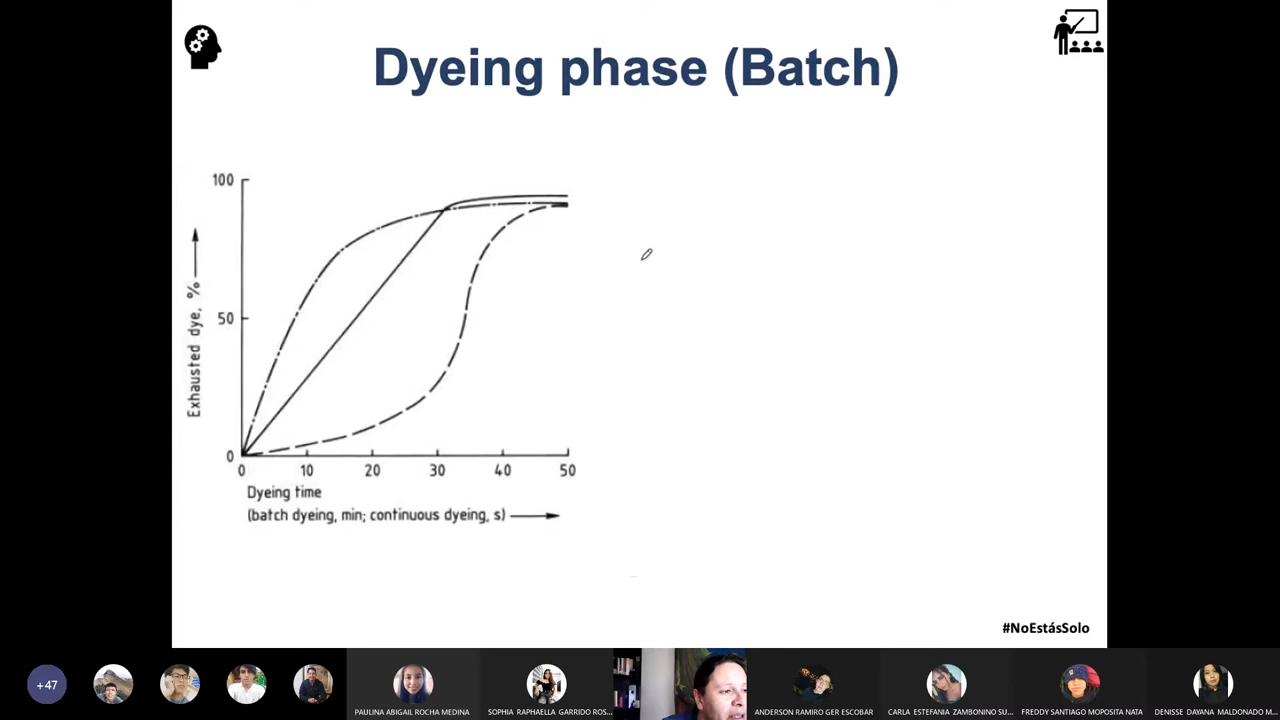 Dyeing phase (Batch)
100
50
0
Exhausted dye, %
0 10 20 30 40 50
Dyeing time
(batch dyeing, min; continuous dyeing, s)
#NoEstásSolo
+47
PAULINA ABIGAIL ROCHA MEDINA
SOPHIA RAPHAELLA GARRIDO ROS...
ANDERSON RAMIRO GER ESCOBAR
CARLA ESTEFANIA ZAMBONINO SU...
FREDDY SANTIAGO MOPOSITA NATA
DENISSE DAYANA MALDONADO M...